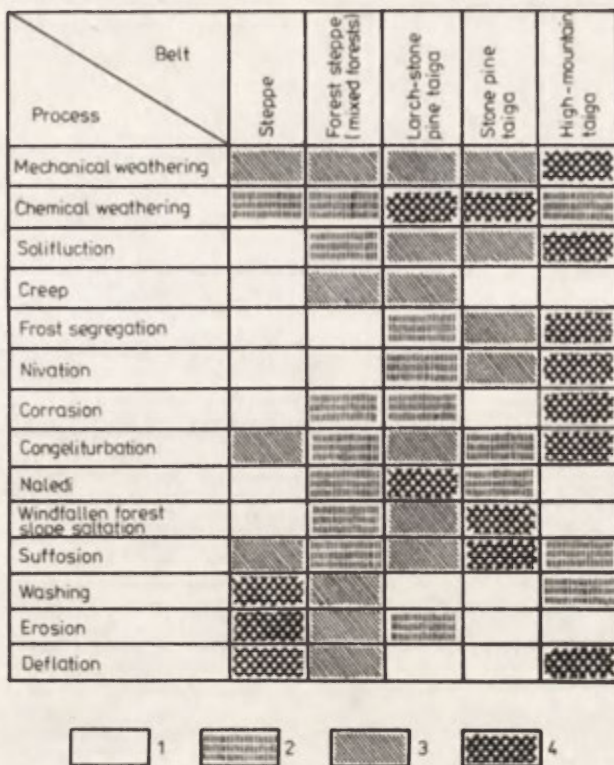 Belt
Process
Steppe
Forest steppe
(mixed forests)
Larch-stone
pine taiga
Stone pine
taiga
High-mountain
taiga
Mechanical weathering
Chemical weathering
Solifluction
Creep
Frost segregation
Nivation
Corrasion
Congeliturbation
Naledi
Windfallen forest
slope saltation
Suffosion
Washing
Erosion
Deflation
1
2
3
4